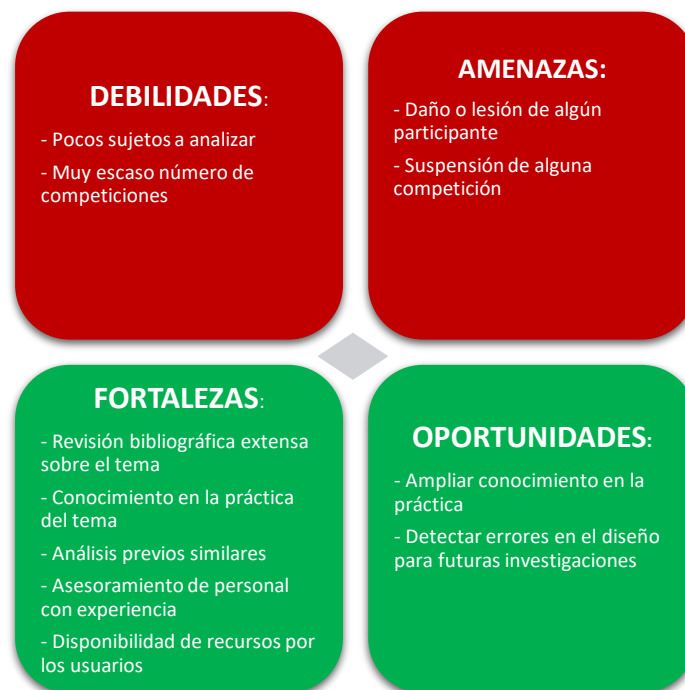 DEBILIDADES:
- Pocos sujetos a analizar
- Muy escaso número de
competiciones
AMENAZAS:
- Daño o lesión de algún
participante
- Suspensión de alguna
competición
FORTALEZAS:
- Revisión bibliográfica extensa
sobre el tema
- Conocimiento en la práctica
del tema
- Análisis previos similares
- Asesoramiento de personal
con experiencia
- Disponibilidad de recursos por
los usuarios
OPORTUNIDADES:
- Ampliar conocimiento en la
práctica
- Detectar errores en el diseño
para futuras investigaciones